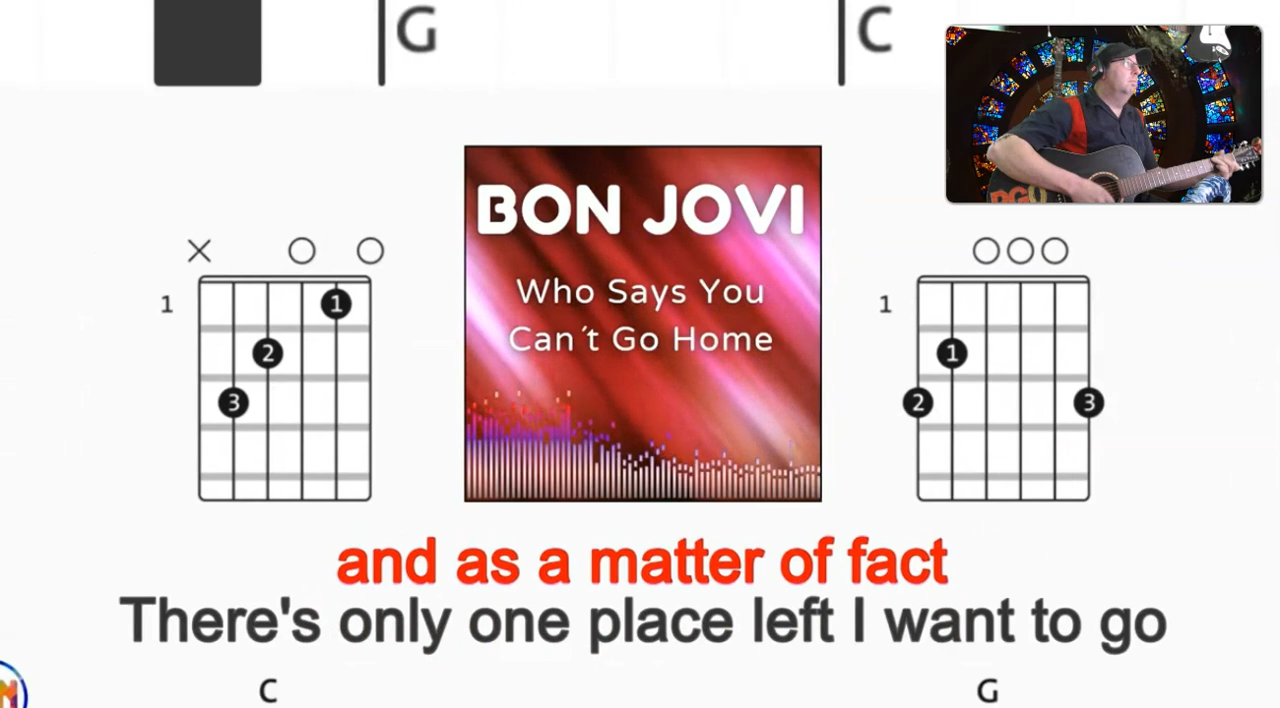 G
C
BON JOVI
Who Says You
Can´t Go Home
1
1
2
3
1
1
2
3
and as a matter of fact
There's only one place left I want to go
C
G